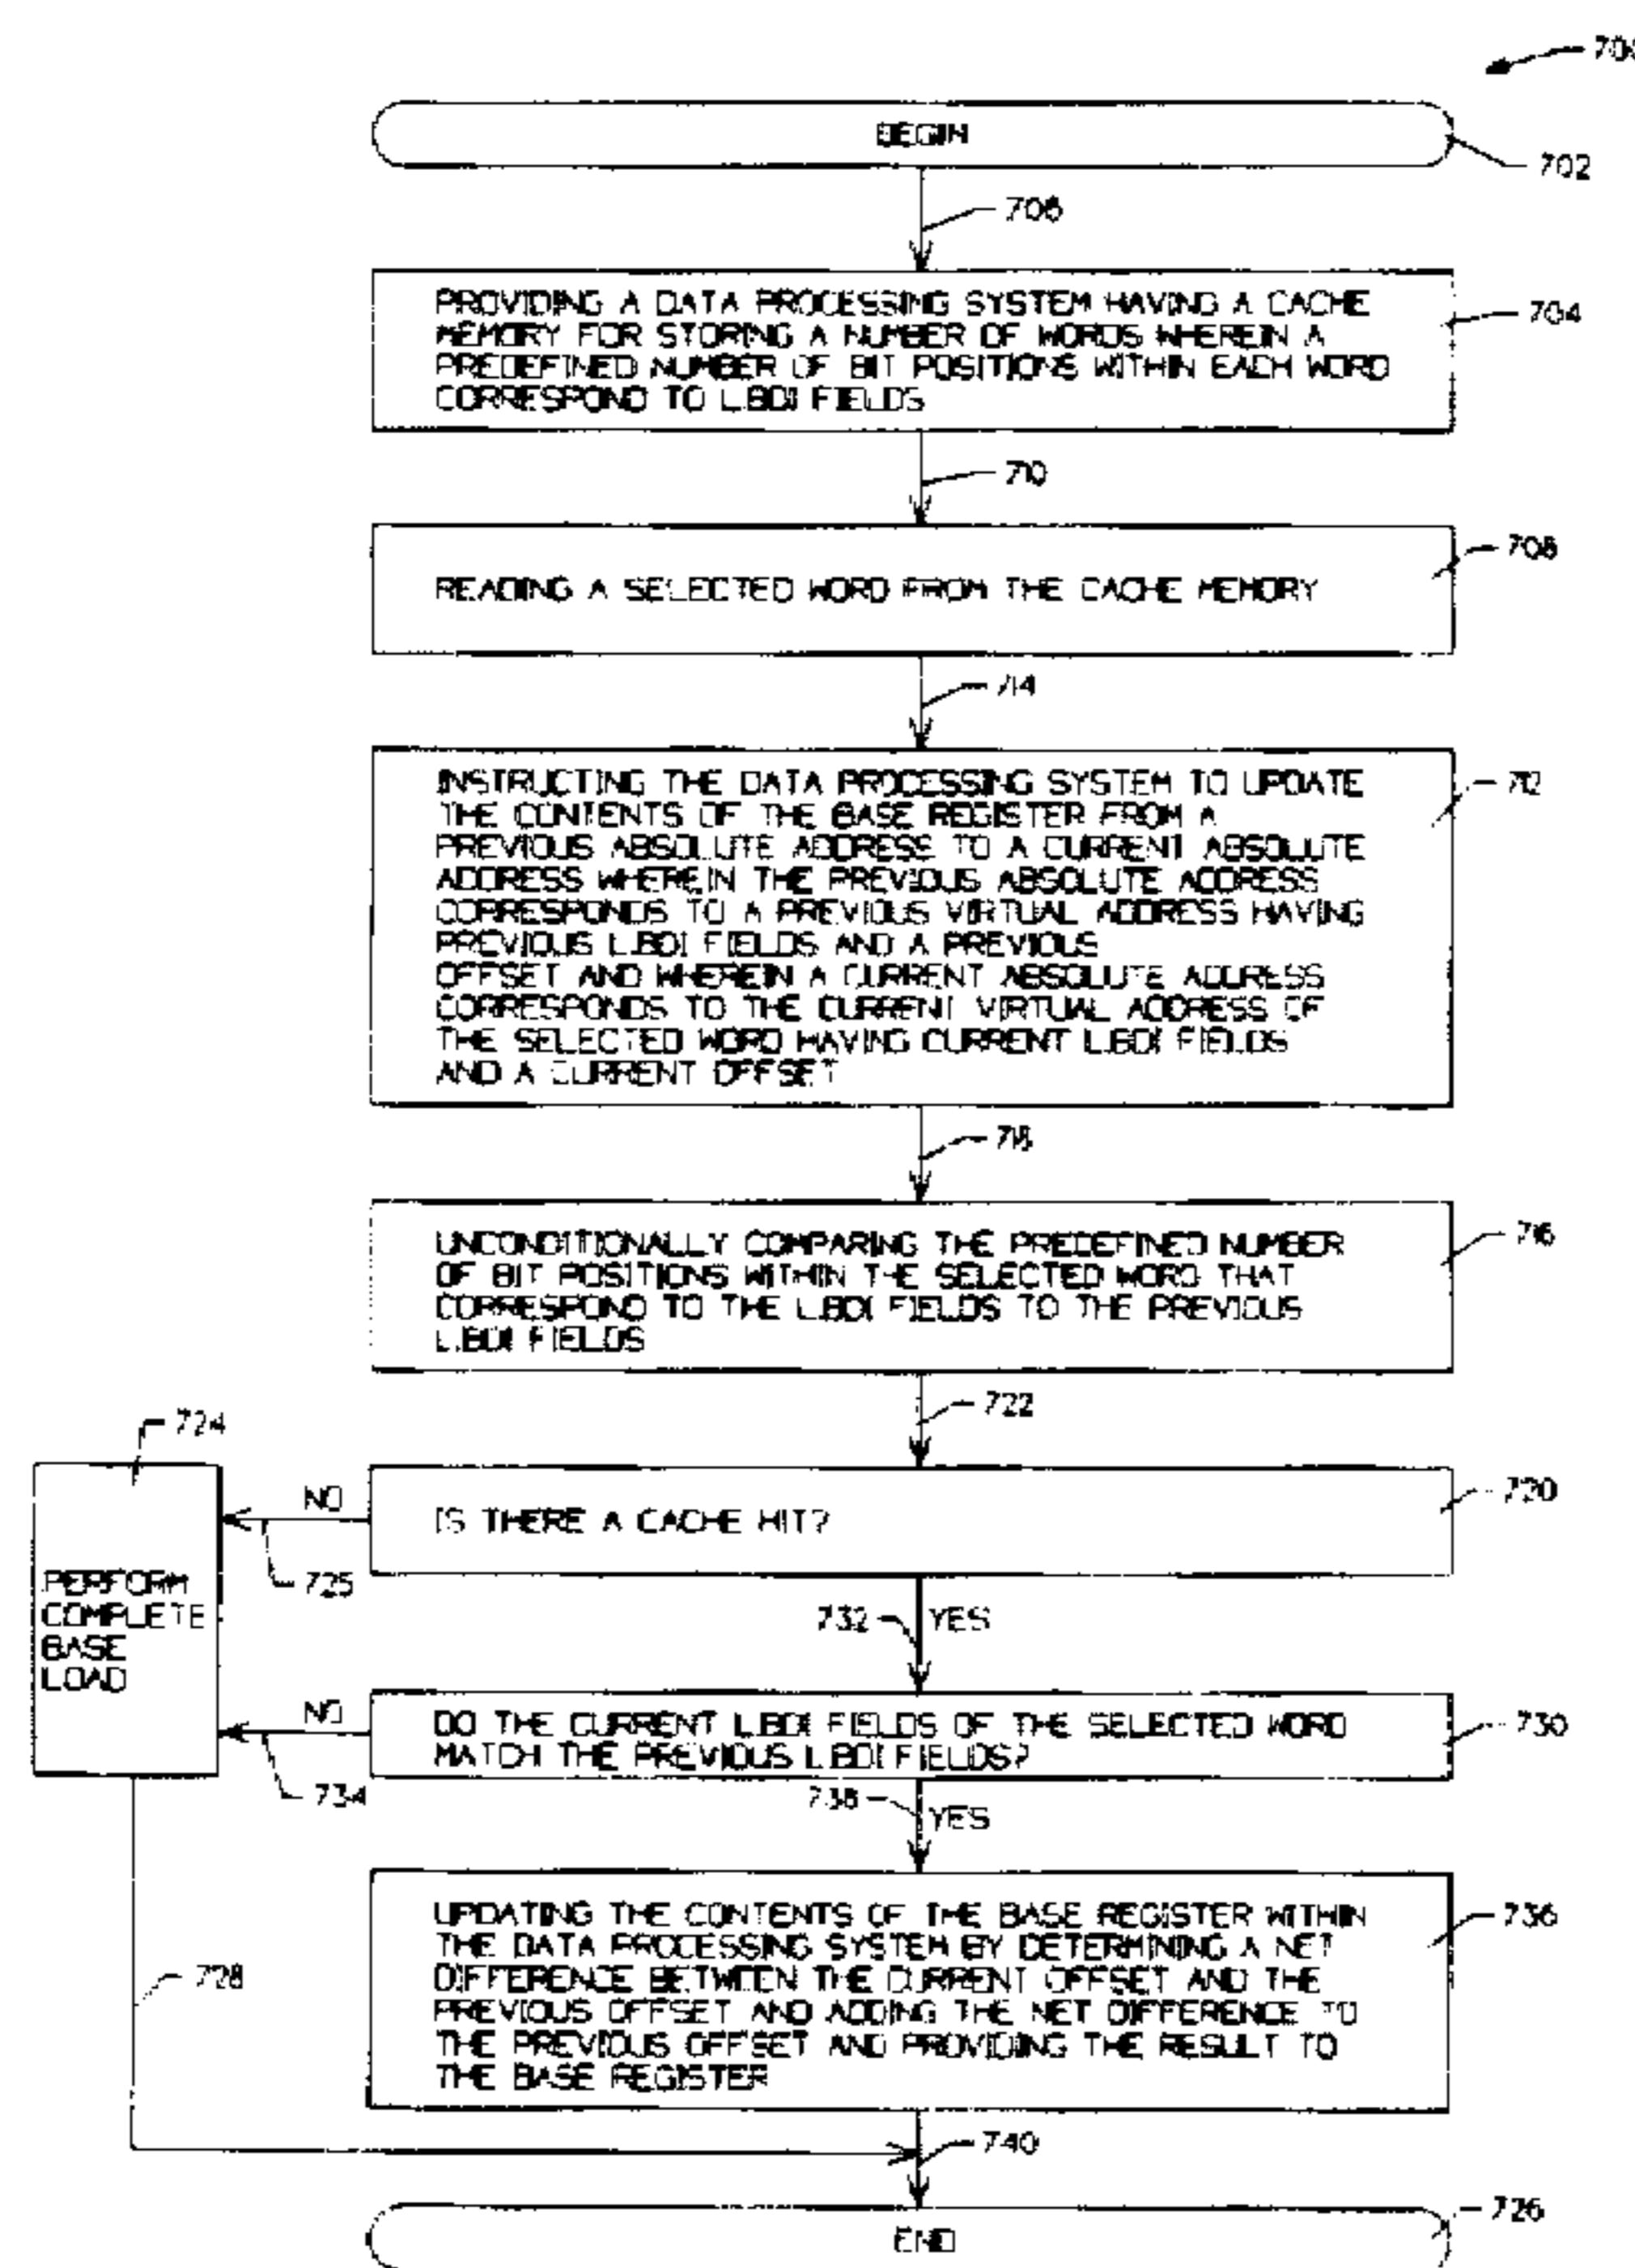 BEGIN
702
706
PROVIDING A DATA PROCESSING SYSTEM HAVING A CACHE
MEMORY FOR STORING A NUMBER OF WORDS WHEREIN A
PREDEFINED NUMBER OF BIT POSITIONS WITHIN EACH WORD
CORRESPOND TO L,BDI FIELDS
704
710
READING A SELECTED WORD FROM THE CACHE MEMORY
708
714
INSTRUCTING THE DATA PROCESSING SYSTEM TO UPDATE
THE CONTENTS OF THE BASE REGISTER FROM A
PREVIOUS ABSOLUTE ADDRESS TO A CURRENT ABSOLUTE
ADDRESS WHEREIN THE PREVIOUS ABSOLUTE ADDRESS
CORRESPONDS TO A PREVIOUS VIRTUAL ADDRESS HAVING
PREVIOUS L,BDI FIELDS AND A PREVIOUS
OFFSET AND WHEREIN A CURRENT ABSOLUTE ADDRESS
CORRESPONDS TO THE CURRENT VIRTUAL ADDRESS OF
THE SELECTED WORD HAVING CURRENT L,BDI FIELDS
AND A CURRENT OFFSET
712
718
UNCONDITIONALLY COMPARING THE PREDEFINED NUMBER
OF BIT POSITIONS WITHIN THE SELECTED WORD THAT
CORRESPOND TO THE L,BDI FIELDS TO THE PREVIOUS
L,BDI FIELDS
716
722
724
NO
IS THERE A CACHE HIT?
720
725
PERFORM
COMPLETE
BASE
LOAD
732
YES
NO
DO THE CURRENT L,BDI FIELDS OF THE SELECTED WORD
MATCH THE PREVIOUS L,BDI FIELDS?
730
734
738
YES
UPDATING THE CONTENTS OF THE BASE REGISTER WITHIN
THE DATA PROCESSING SYSTEM BY DETERMINING A NET
DIFFERENCE BETWEEN THE CURRENT OFFSET AND THE
PREVIOUS OFFSET AND ADDING THE NET DIFFERENCE TO
THE PREVIOUS OFFSET AND PROVIDING THE RESULT TO
THE BASE REGISTER
736
728
740
END
726